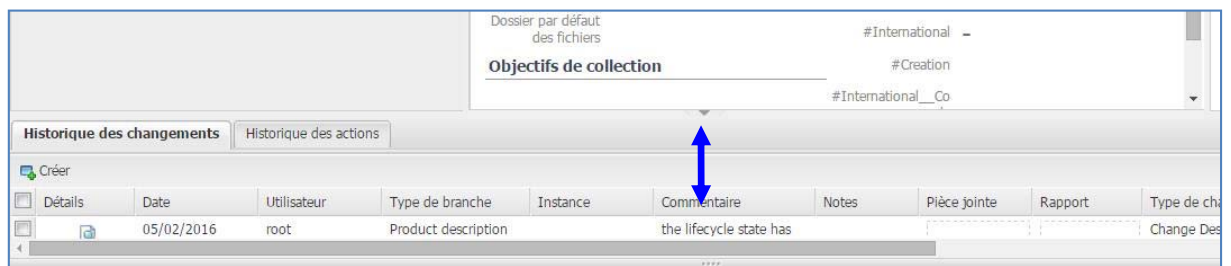 Dossier par défaut
des fichiers
#International
Objectifs de collection
#Creation
#International__Co
Historique des changements Historique des actions
Créer
Détails Date Utilisateur Type de branche Instance Commentaire Notes Pièce jointe Rapport Type de cha
05/02/2016 root Product description the lifecycle state has Change Des